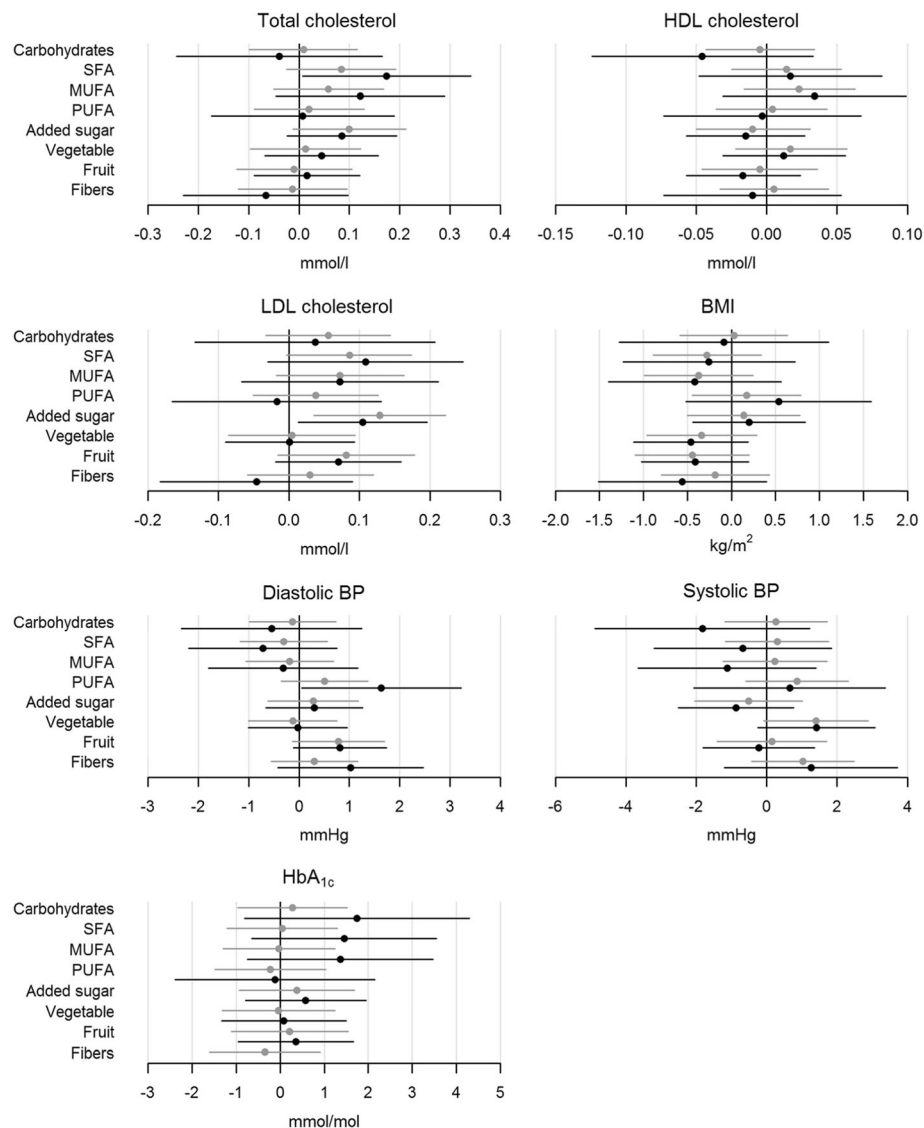 Total cholesterol
Carbohydrates
SFA
MUFA
PUFA
Added sugar
Vegetable
Fruit
Fibers
-0.3 -0.2 -0.1 0.0 0.1 0.2 0.3 0.4
mmol/l
HDL cholesterol
-0.15 -0.10 -0.05 0.00 0.05 0.10
mmol/l
LDL cholesterol
Carbohydrates
SFA
MUFA
PUFA
Added sugar
Vegetable
Fruit
Fibers
-0.2 -0.1 0.0 0.1 0.2 0.3
mmol/l
BMI
-2.0 -1.5 -1.0 -0.5 0.0 0.5 1.0 1.5 2.0
kg/m²
Diastolic BP
Carbohydrates
SFA
MUFA
PUFA
Added sugar
Vegetable
Fruit
Fibers
-3 -2 -1 0 1 2 3 4
mmHg
Systolic BP
-6 -4 -2 0 2 4
mmHg
HbA₁c
Carbohydrates
SFA
MUFA
PUFA
Added sugar
Vegetable
Fruit
Fibers
-3 -2 -1 0 1 2 3 4 5
mmol/mol